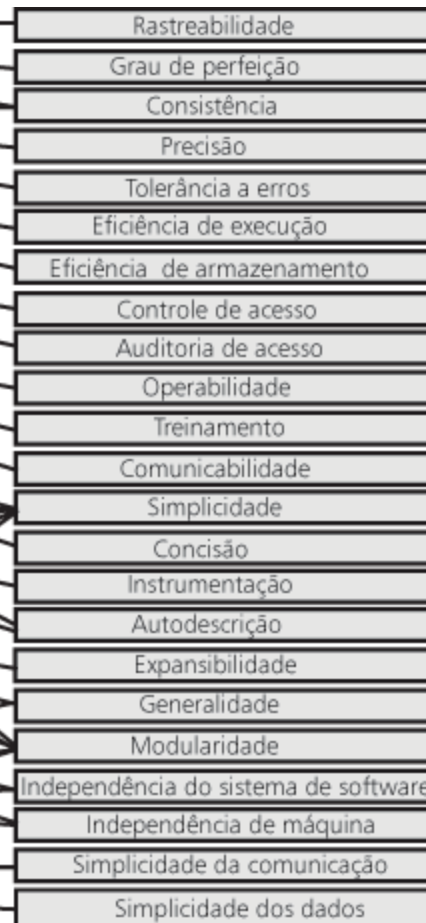 Rastreabilidade
Grau de perfeição
Consistência
Precisão
Tolerância a erros
Eficiência de execução
Eficiência de armazenamento
Controle de acesso
Auditoria de acesso
Operabilidade
Treinamento
Comunicabilidade
Simplicidade
Concisão
Instrumentação
Autodescrição
Expansibilidade
Generalidade
Modularidade
Independência do sistema de software
Independência de máquina
Simplicidade da comunicação
Simplicidade dos dados